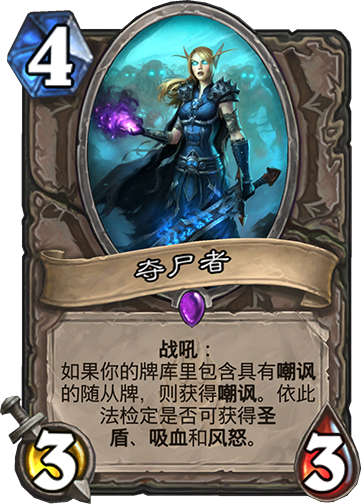 4
夺尸者
战吼：
如果你的牌库里包含具有嘲讽
的随从牌，则获得嘲讽。依此
法检定是否可获得圣
盾、吸血和风怒。
3
3